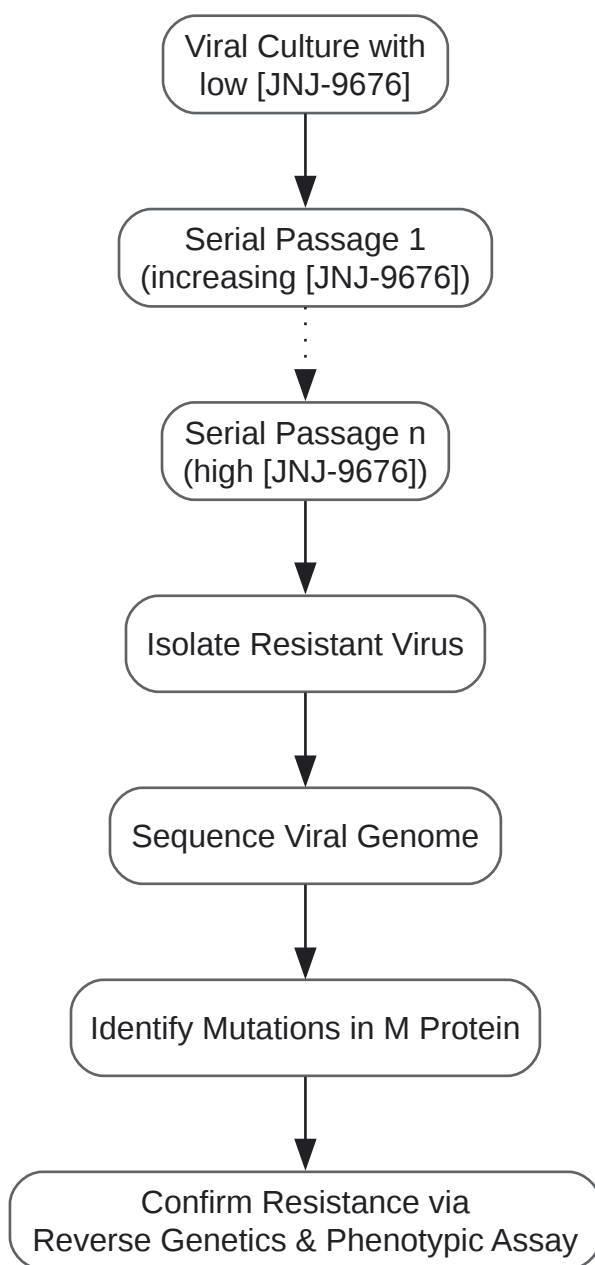 Viral Culture with
low [JNJ-9676]
Serial Passage 1
(increasing [JNJ-9676])
Serial Passage n
(high [JNJ-9676])
Isolate Resistant Virus
Sequence Viral Genome
Identify Mutations in M Protein
Confirm Resistance via
Reverse Genetics & Phenotypic Assay